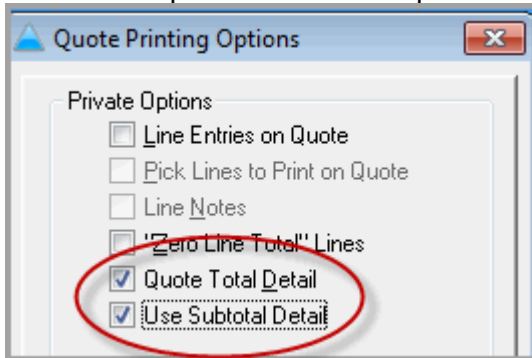 Quote Printing Options
Private Options
Line Entries on Quote
Pick Lines to Print on Quote
Line Notes
"Zero Line Total" Lines
Quote Total Detail
Use Subtotal Detail